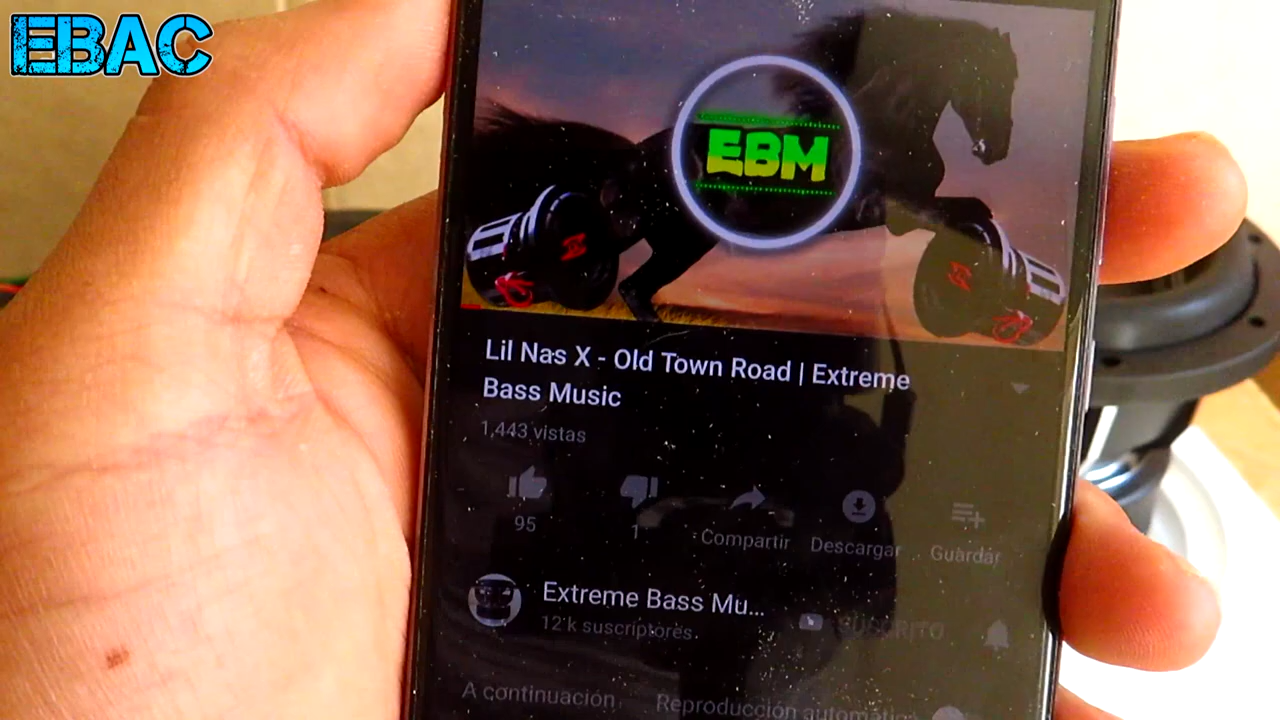 EBAC
EBM
Lil Nas X - Old Town Road | Extreme
Bass Music
1,443 vistas
95
1
Compartir
Descargar
Guardar
Extreme Bass Mu...
12 k suscriptores
SUSCRITO
A continuación
Reproducción automática